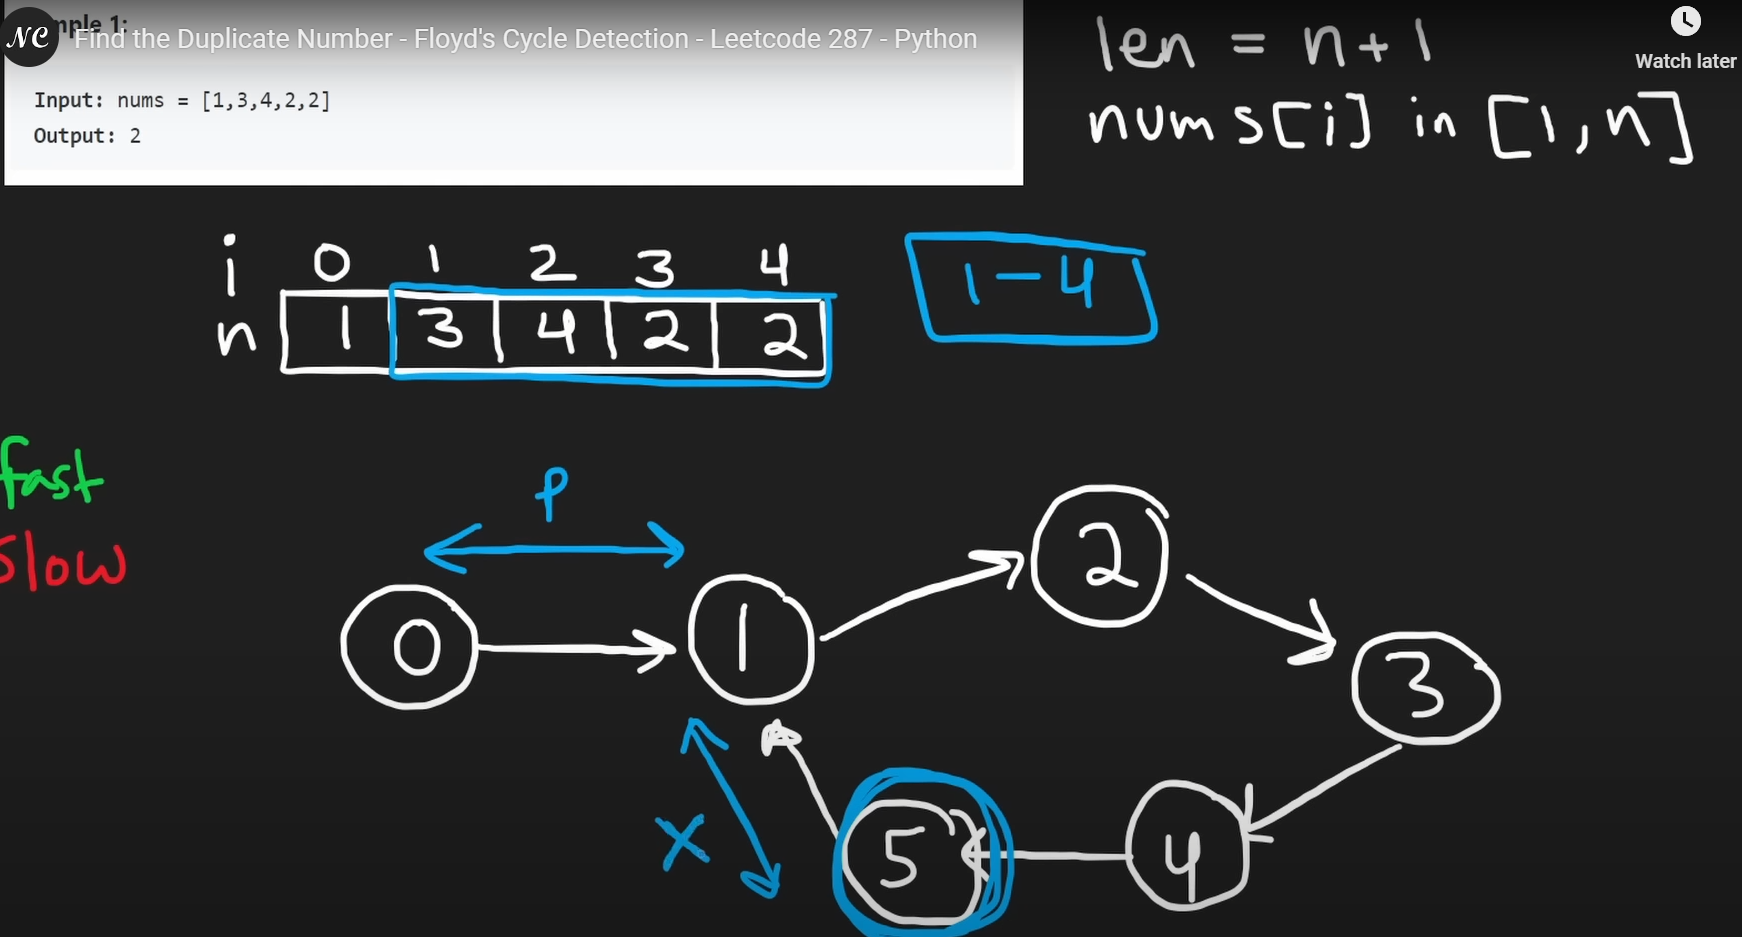 NC
Find the Duplicate Number - Floyd's Cycle Detection - Leetcode 287 - Python
Watch later
mple 1:
Input: nums = [1,3,4,2,2]
Output: 2
len = n+1
nums[i] in [1,n]
i 0 1 2 3 4
n 1 3 4 2 2
1-4
fast
slow
p
0 1 2 3
x
5 4